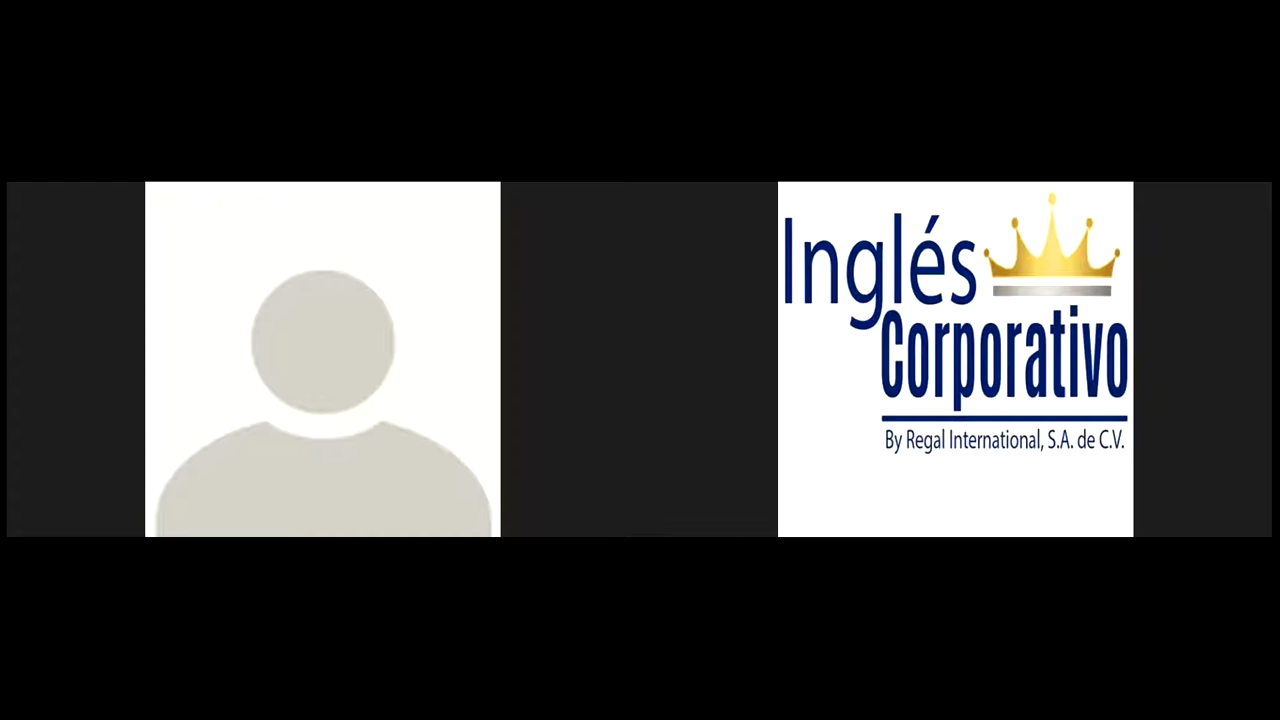 Inglés
Corporativo
By Regal International, S.A. de C.V.